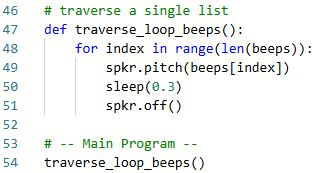 46 # traverse a single list
47 def traverse_loop_beeps():
48     for index in range(len(beeps)):
49         spkr.pitch(beeps[index])
50         sleep(0.3)
51         spkr.off()
52
53 # -- Main Program --
54 traverse_loop_beeps()